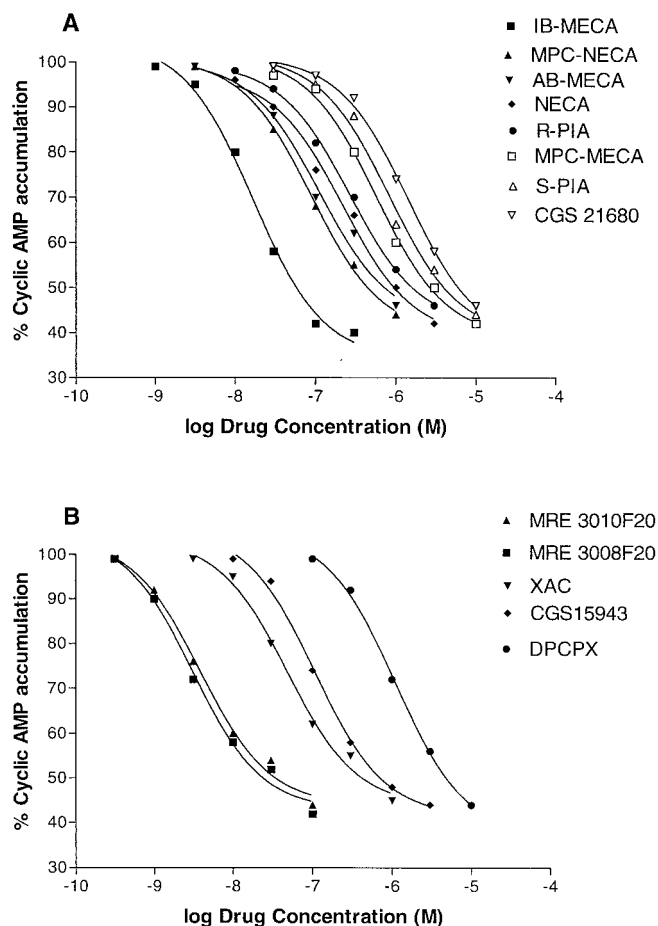 A
% Cyclic AMP accumulation
100
90
80
70
60
50
40
30
-10
-9
-8
-7
-6
-5
-4
log Drug Concentration (M)
IB-MECA
MPC-NECA
AB-MECA
NECA
R-PIA
MPC-MECA
S-PIA
CGS 21680
B
% Cyclic AMP accumulation
100
90
80
70
60
50
40
30
-10
-9
-8
-7
-6
-5
-4
log Drug Concentration (M)
MRE 3010F20
MRE 3008F20
XAC
CGS15943
DPCPX